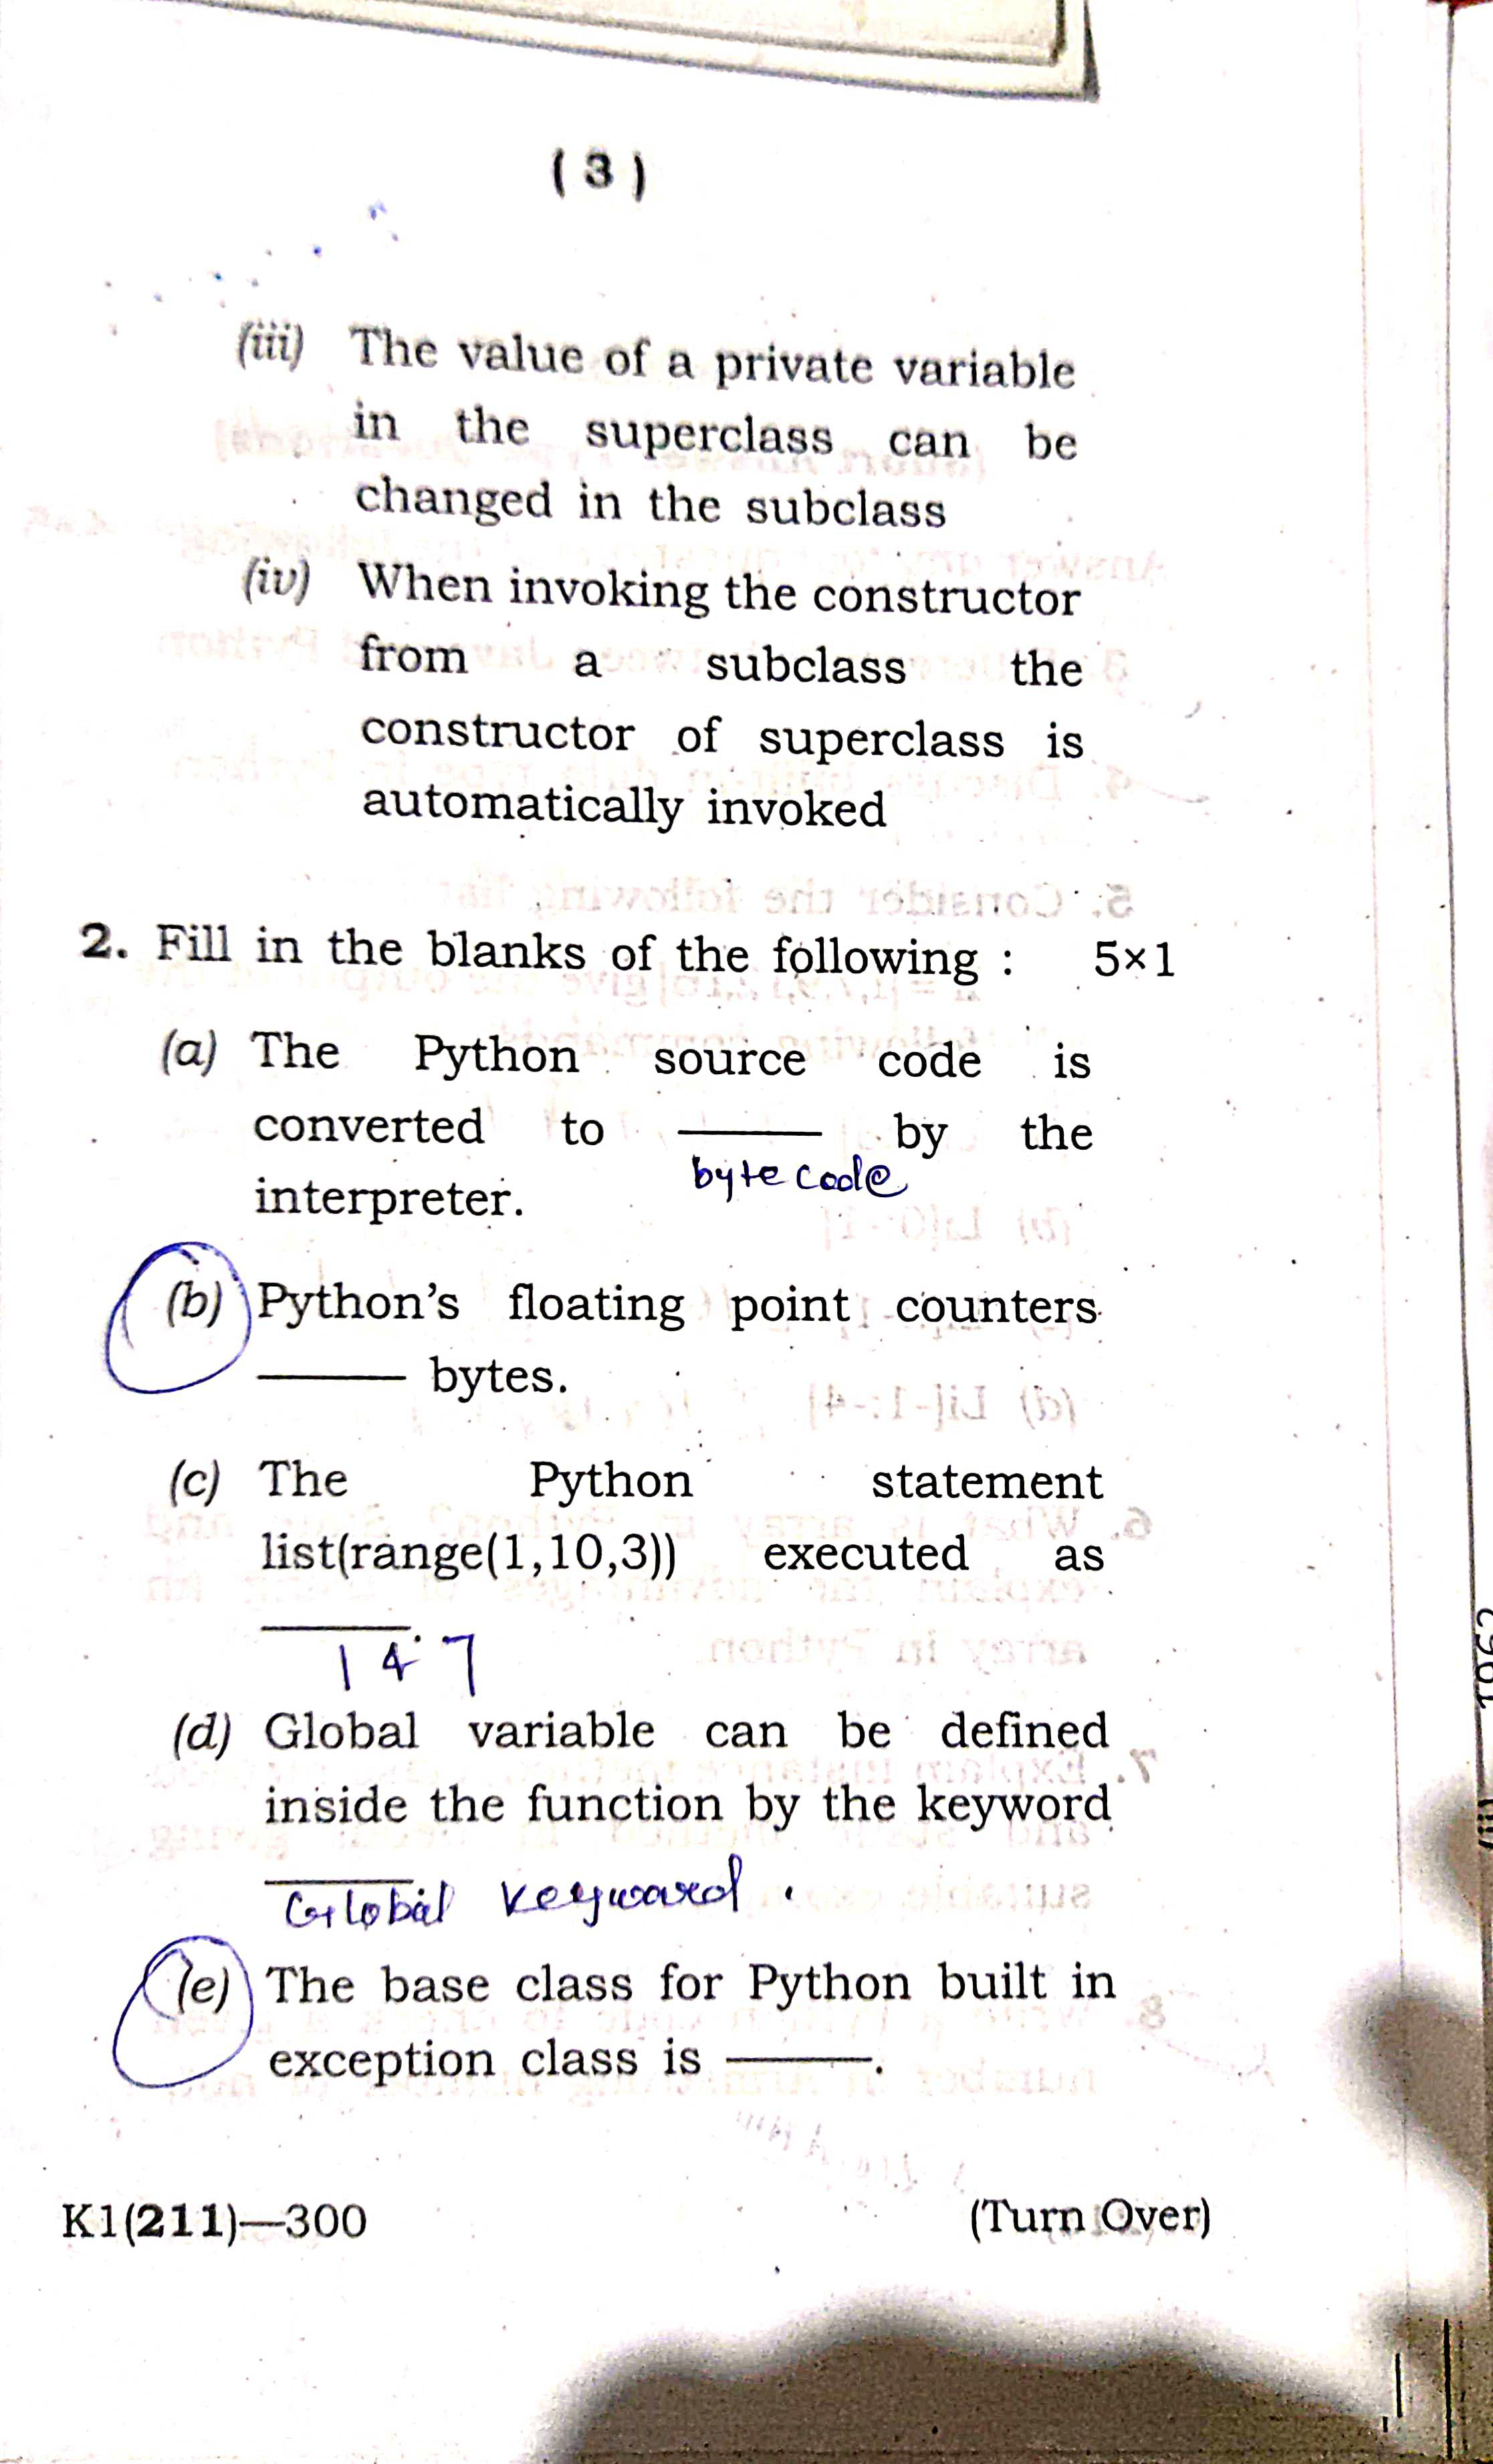 ( 3 )
(iii) The value of a private variable
in the superclass can be
changed in the subclass
(iv) When invoking the constructor
from a subclass the
constructor of superclass is
automatically invoked
2. Fill in the blanks of the following : 5×1
(a) The Python source code is
converted to ——— by the
byte code
interpreter.
(b) Python's floating point counters
——— bytes.
(c) The Python statement
list(range(1,10,3)) executed as
———.
1 4 7
(d) Global variable can be defined
inside the function by the keyword
———.
Global keyword .
(e) The base class for Python built in
exception class is ———.
K1(211)—300 (Turn Over)